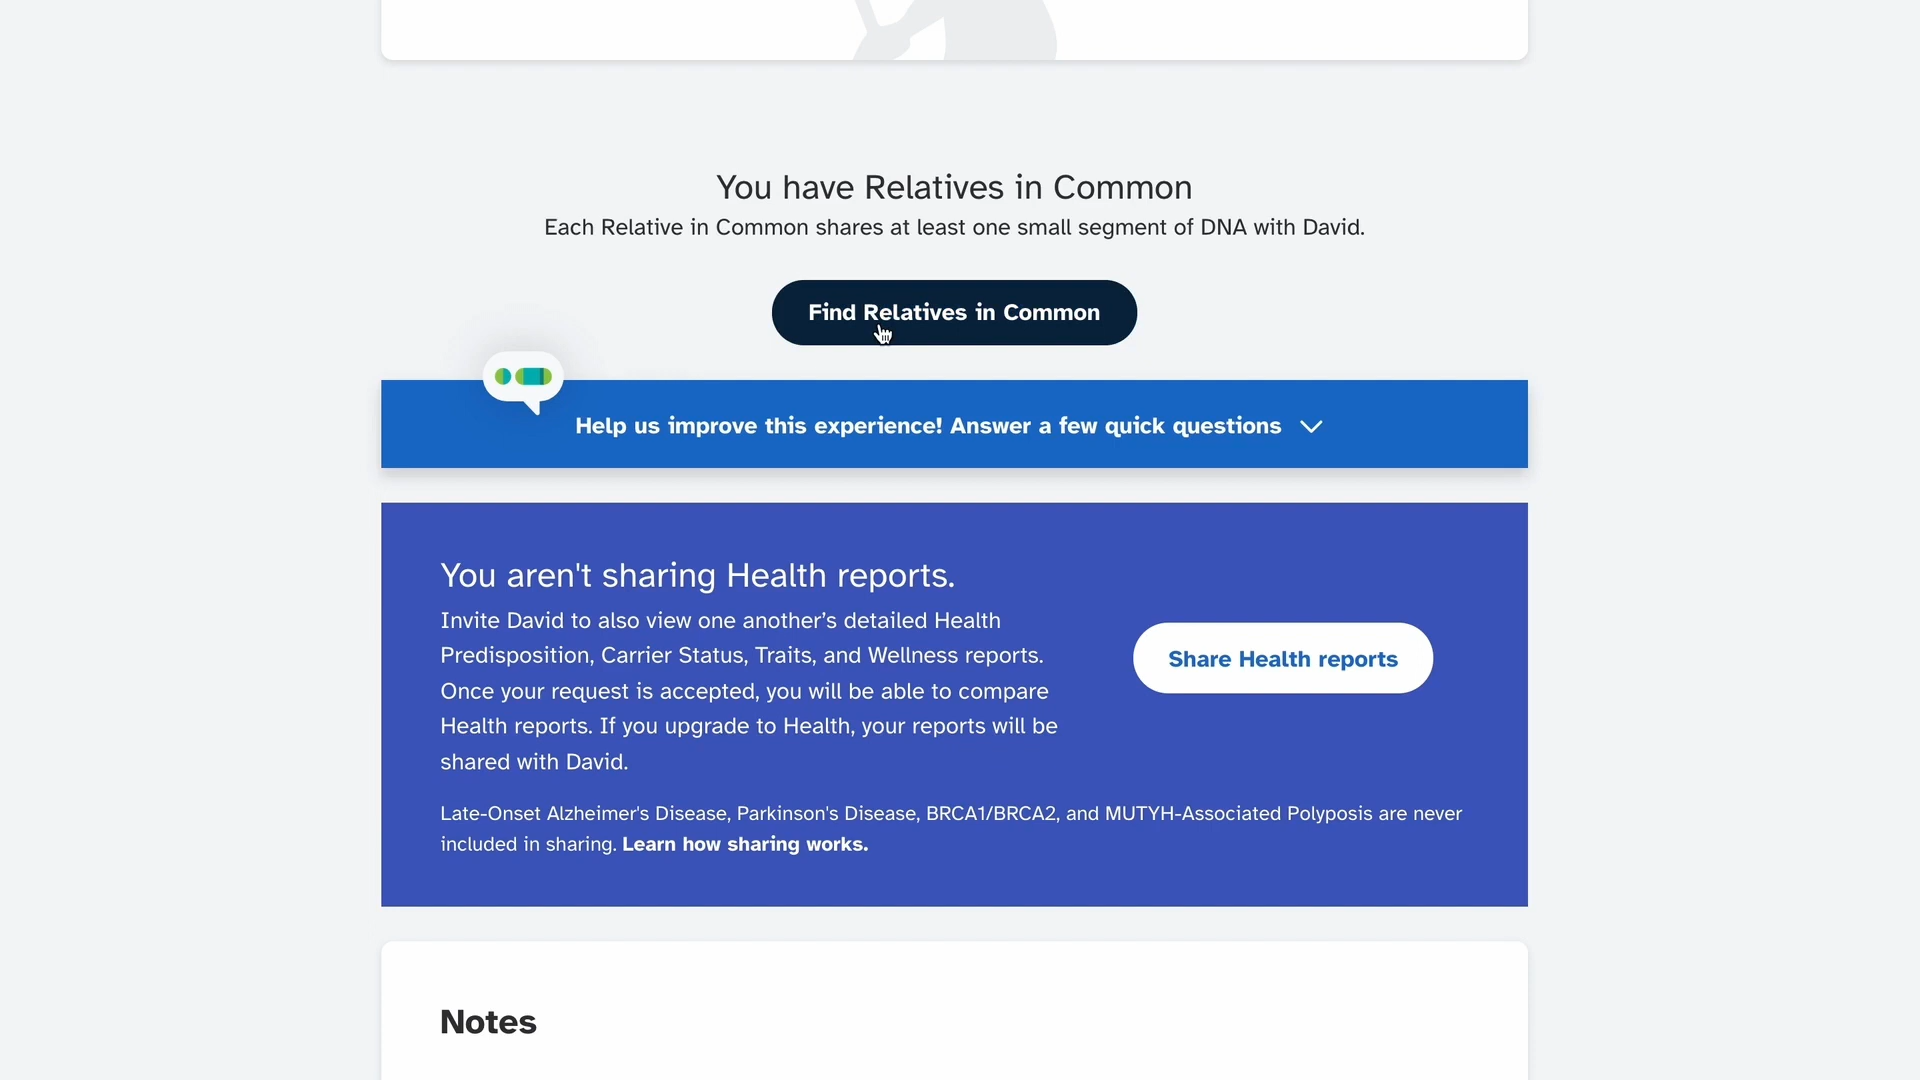 You have Relatives in Common
Each Relative in Common shares at least one small segment of DNA with David.
Find Relatives in Common
Help us improve this experience! Answer a few quick questions
You aren't sharing Health reports.
Invite David to also view one another’s detailed Health
Predisposition, Carrier Status, Traits, and Wellness reports.
Once your request is accepted, you will be able to compare
Health reports. If you upgrade to Health, your reports will be
shared with David.
Share Health reports
Late-Onset Alzheimer's Disease, Parkinson's Disease, BRCA1/BRCA2, and MUTYH-Associated Polyposis are never
included in sharing. Learn how sharing works.
Notes